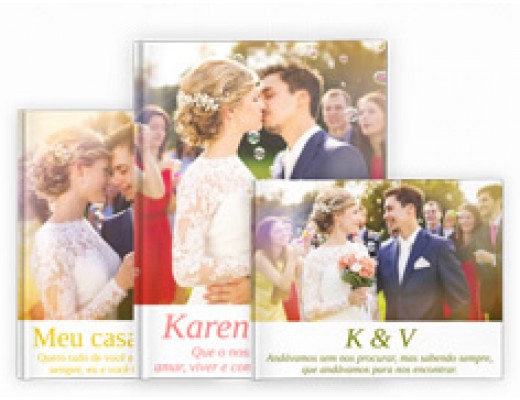 Meu casa
Quero tudo de você e
sempre, eu e você
Karen
Que o nos
amar, viver e con
K & V
Andávamos sem nos procurar, mas sabendo sempre,
que andávamos para nos encontrar.